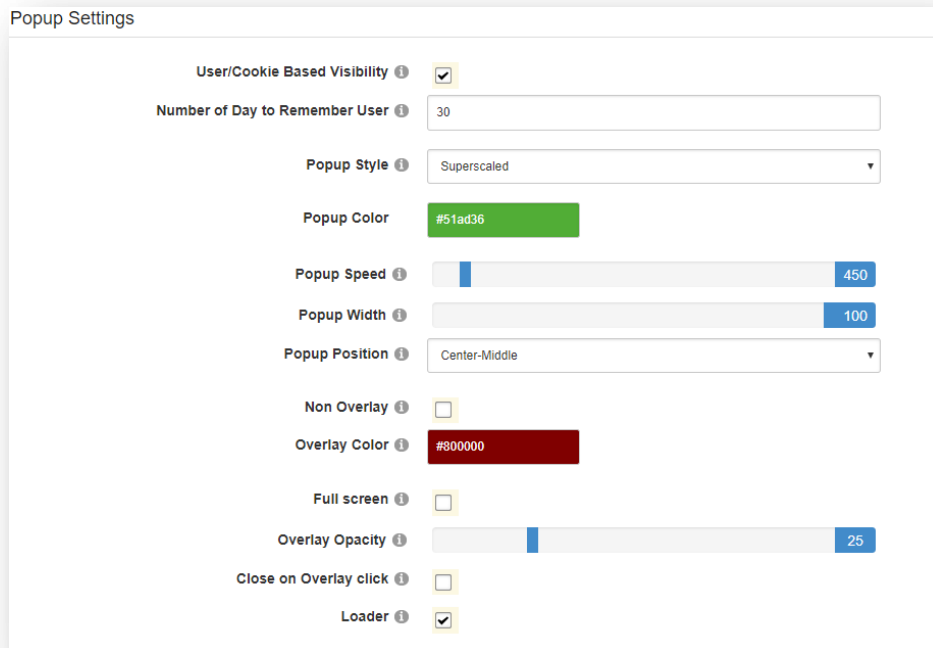 Popup Settings
User/Cookie Based Visibility
Number of Day to Remember User 30
Popup Style Superscaled
Popup Color #51ad36
Popup Speed 450
Popup Width 100
Popup Position Center-Middle
Non Overlay
Overlay Color #800000
Full screen
Overlay Opacity 25
Close on Overlay click
Loader